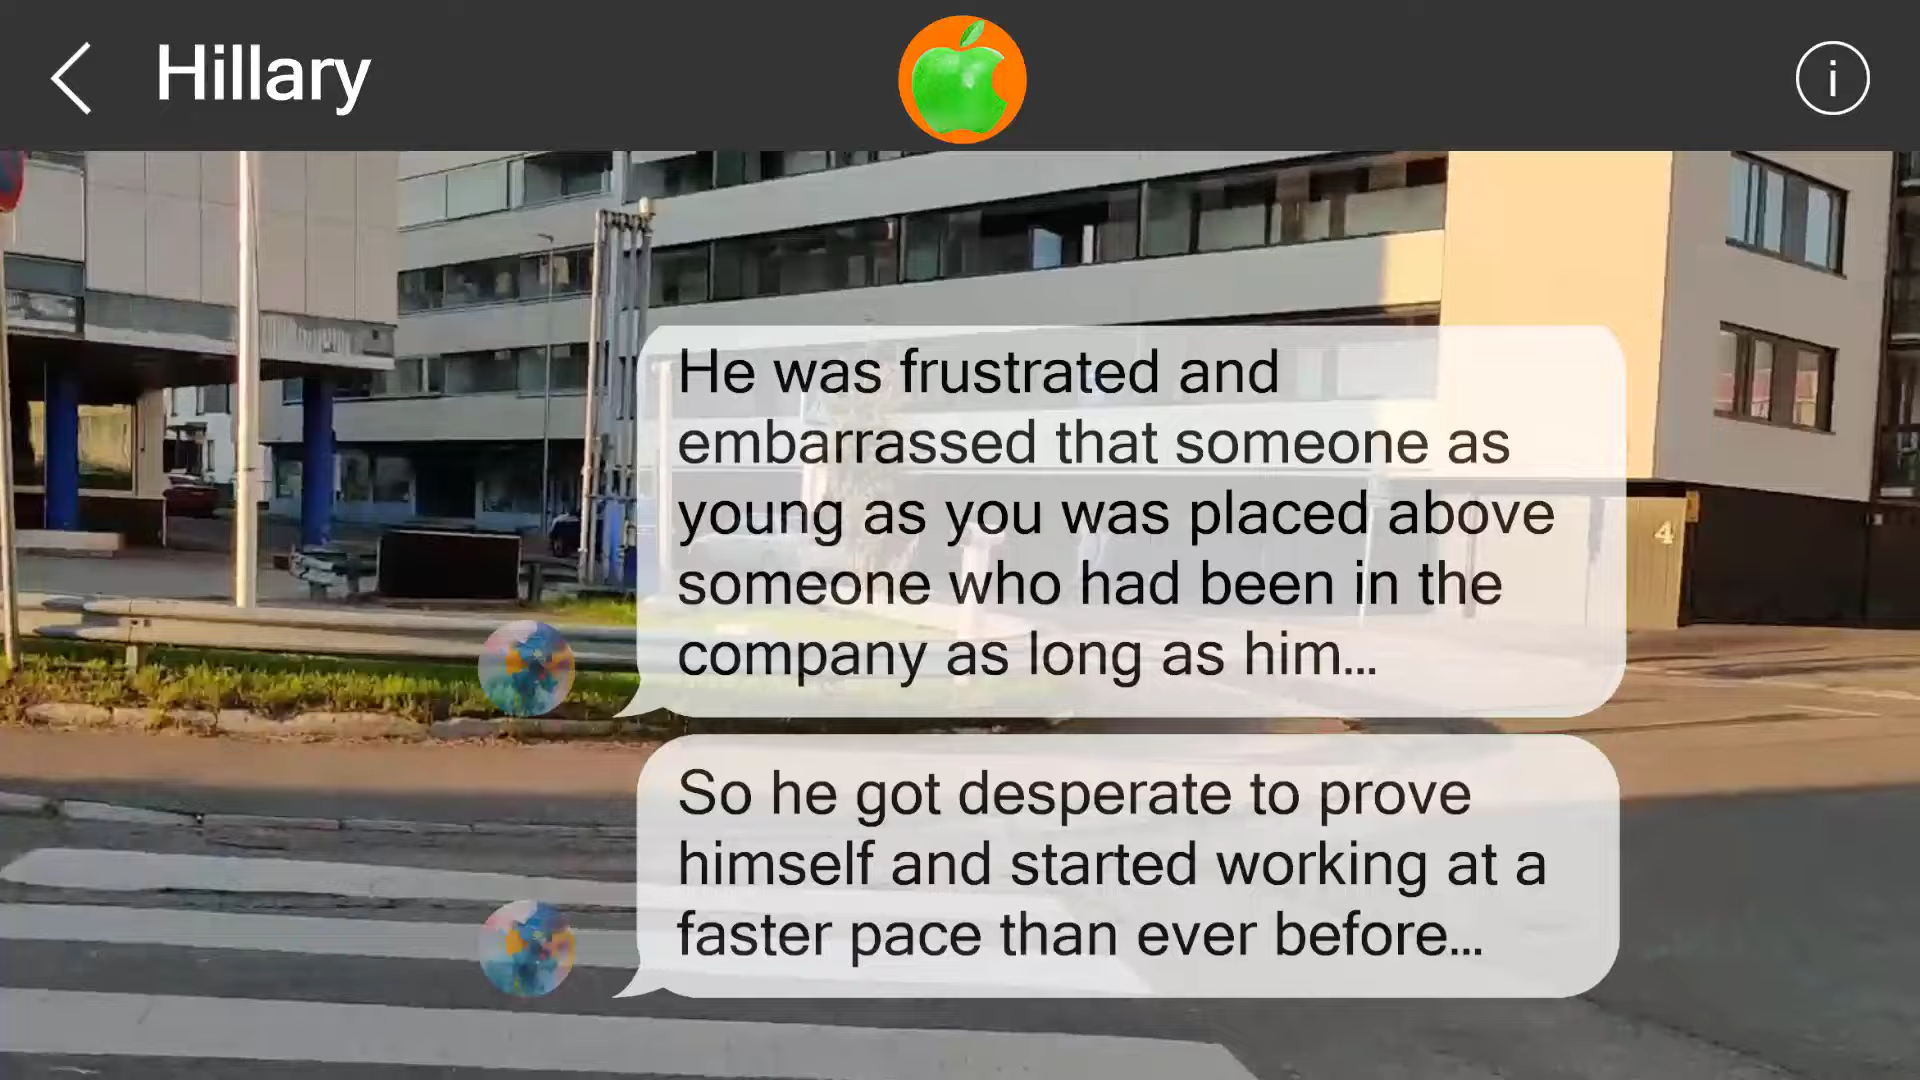 Hillary
i
He was frustrated and
embarrassed that someone as
young as you was placed above
someone who had been in the
company as long as him...
4
So he got desperate to prove
himself and started working at a
faster pace than ever before...